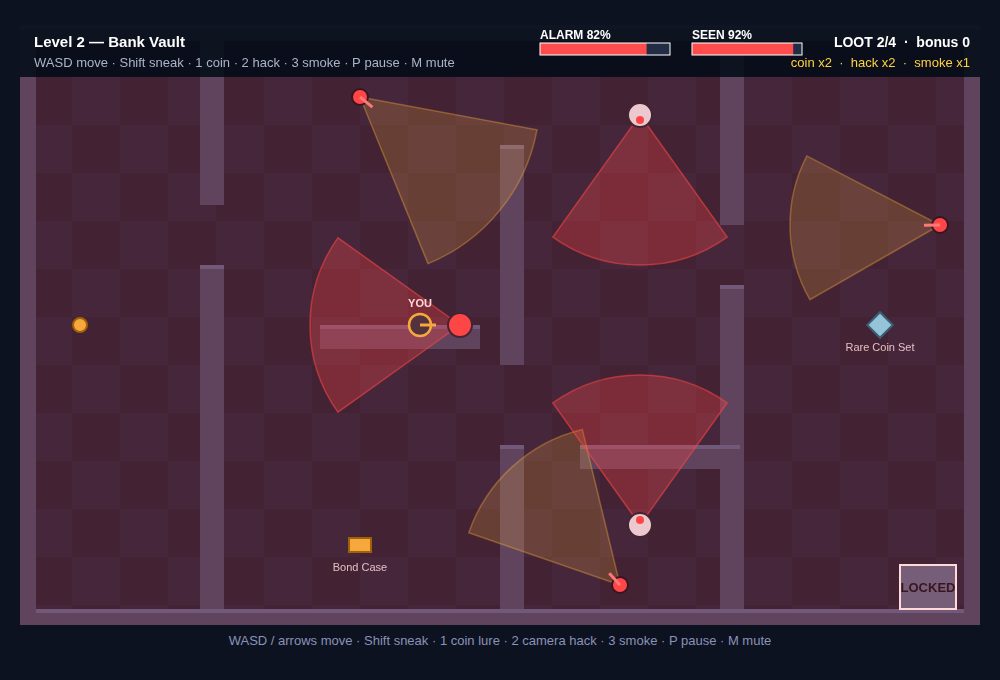 Level 2 — Bank Vault
WASD move · Shift sneak · 1 coin · 2 hack · 3 smoke · P pause · M mute
ALARM 82%
SEEN 92%
LOOT 2/4 · bonus 0
coin x2 · hack x2 · smoke x1
YOU
Rare Coin Set
Bond Case
LOCKED
WASD / arrows move · Shift sneak · 1 coin lure · 2 camera hack · 3 smoke · P pause · M mute